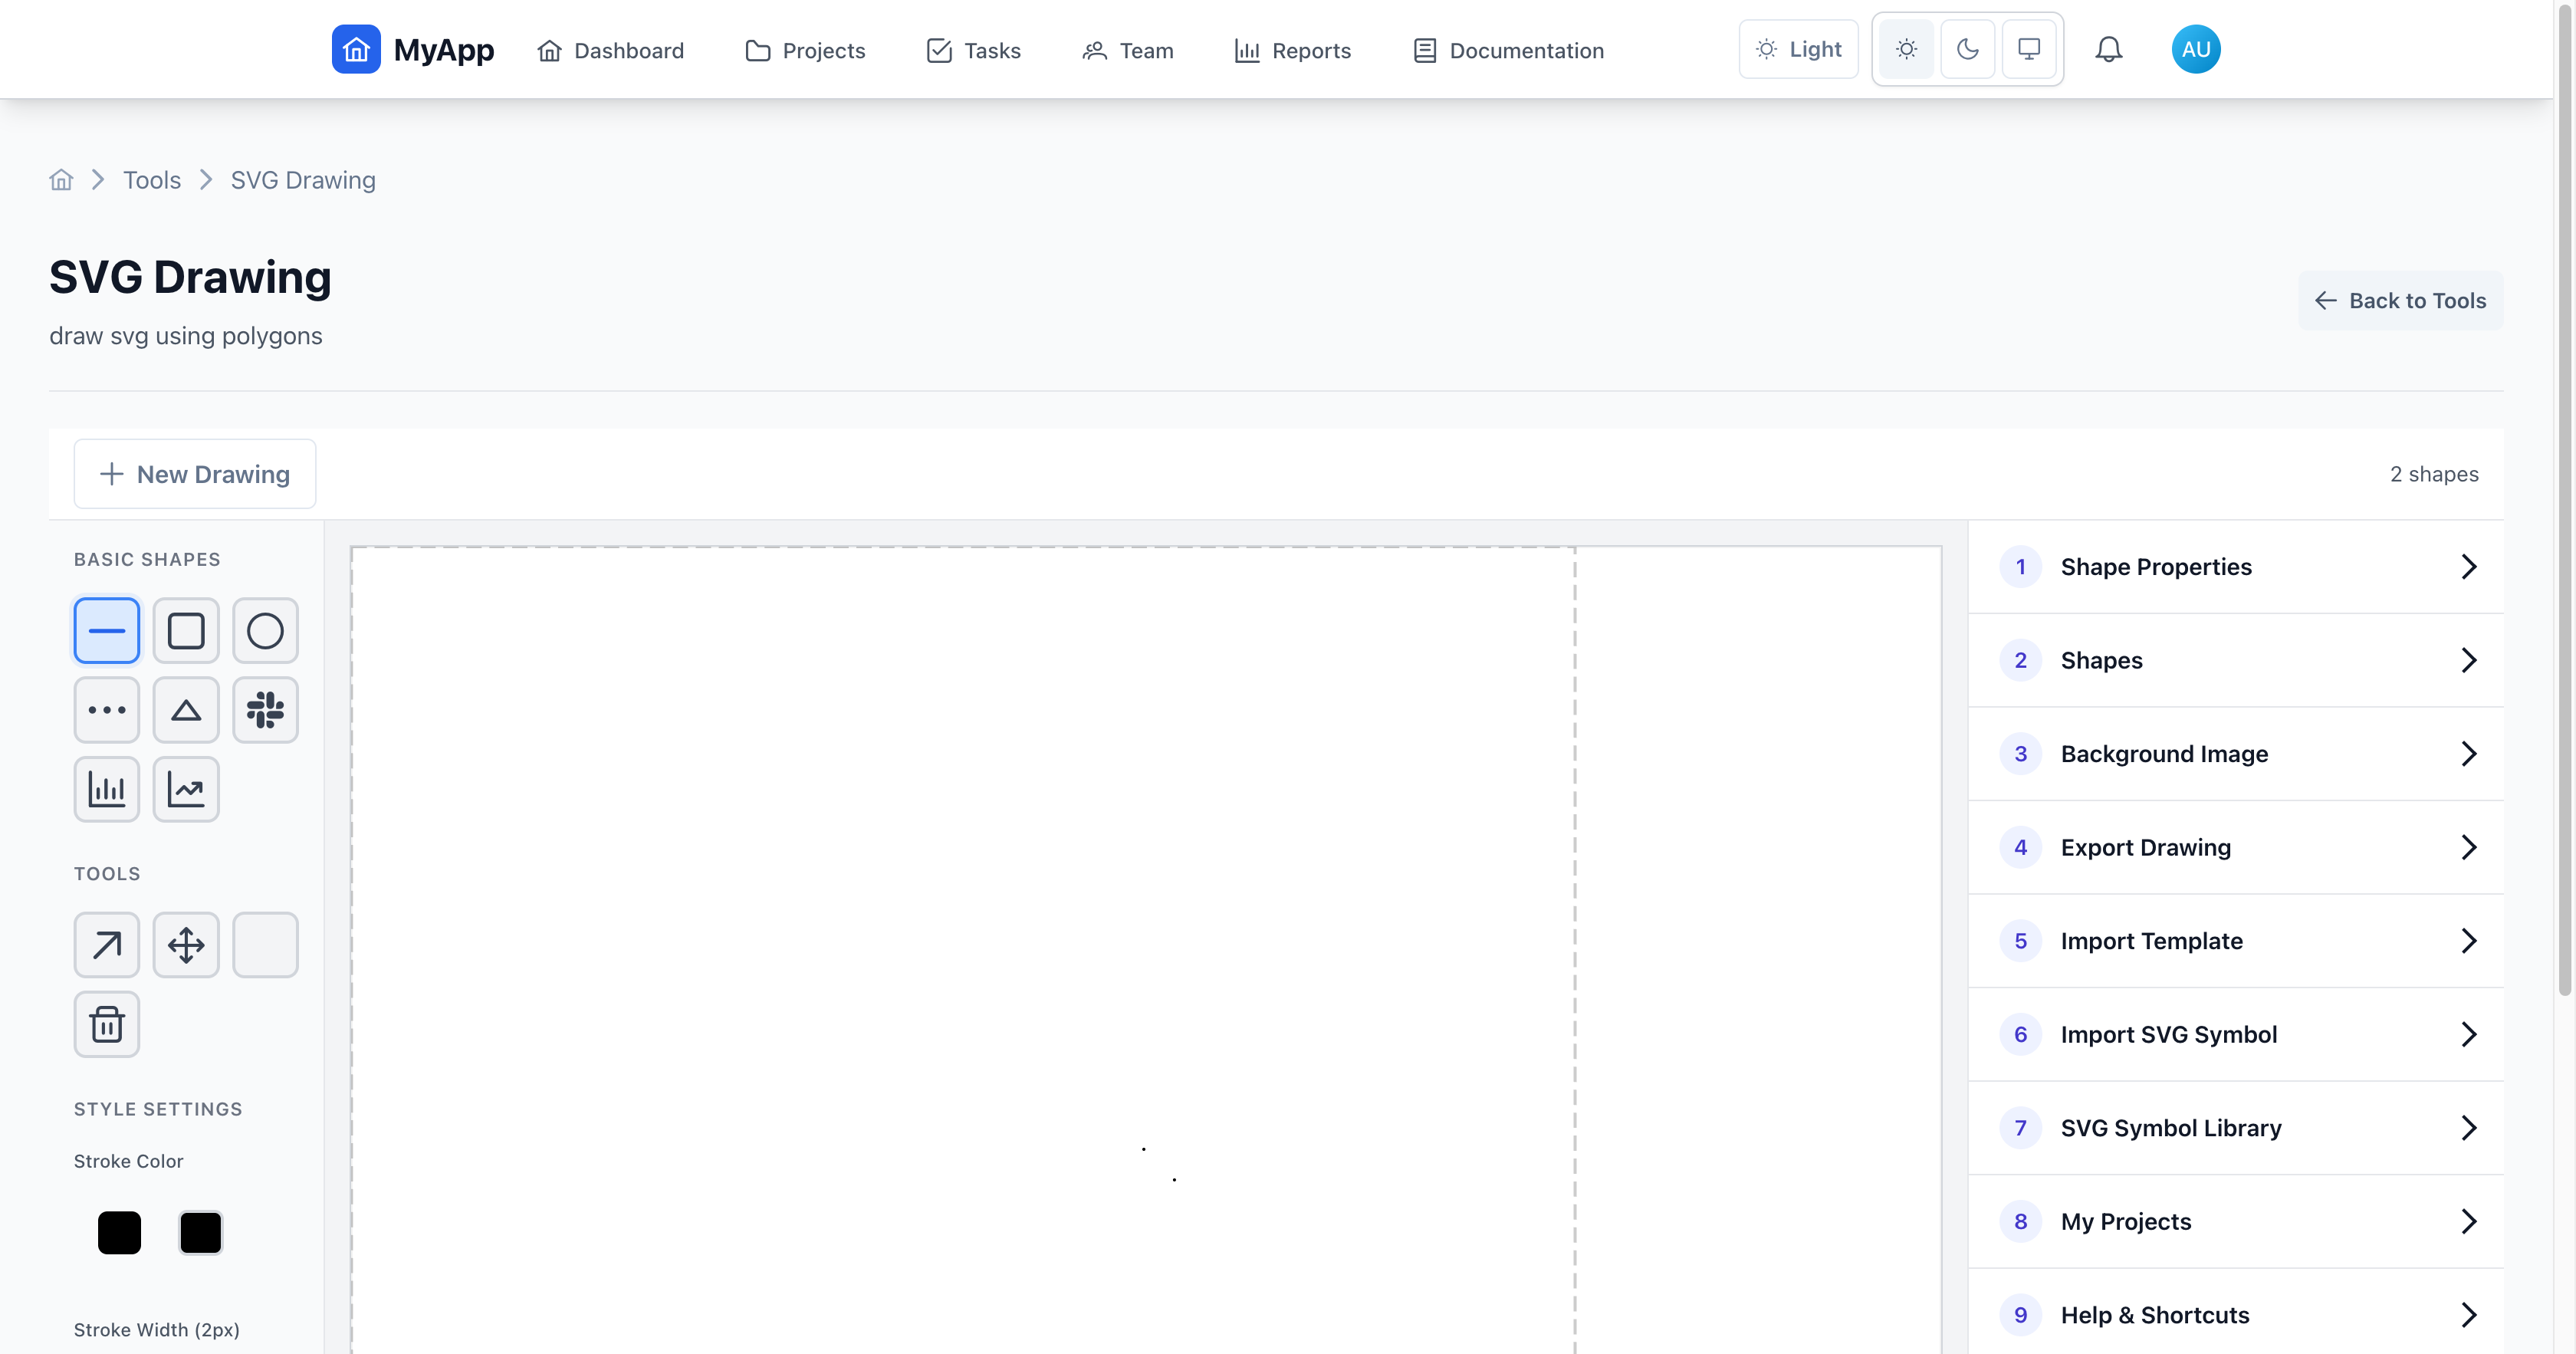 MyApp Dashboard Projects Tasks Team Reports Documentation Light AU
Tools SVG Drawing
SVG Drawing
draw svg using polygons
Back to Tools
New Drawing
2 shapes
BASIC SHAPES
TOOLS
STYLE SETTINGS
Stroke Color
Stroke Width (2px)
1 Shape Properties
2 Shapes
3 Background Image
4 Export Drawing
5 Import Template
6 Import SVG Symbol
7 SVG Symbol Library
8 My Projects
9 Help & Shortcuts